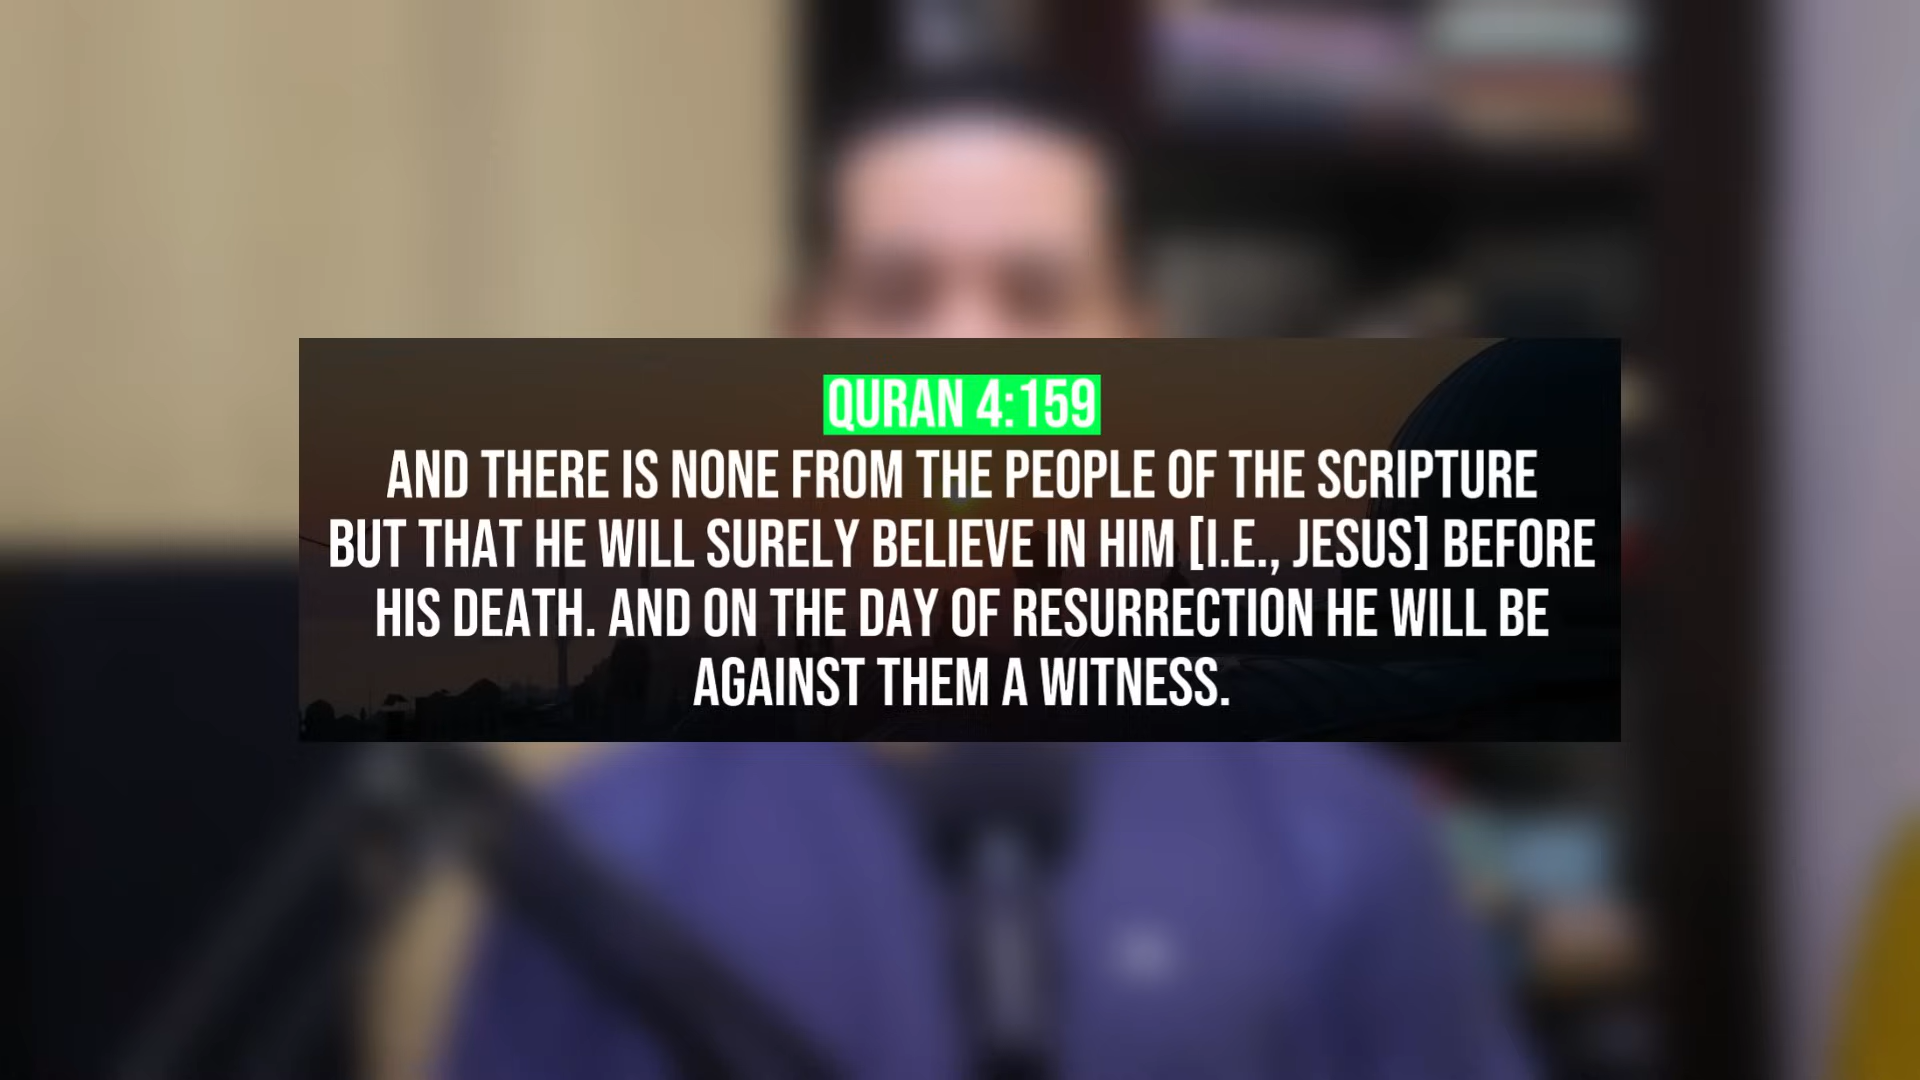 QURAN 4:159
AND THERE IS NONE FROM THE PEOPLE OF THE SCRIPTURE
BUT THAT HE WILL SURELY BELIEVE IN HIM [I.E., JESUS] BEFORE
HIS DEATH. AND ON THE DAY OF RESURRECTION HE WILL BE
AGAINST THEM A WITNESS.